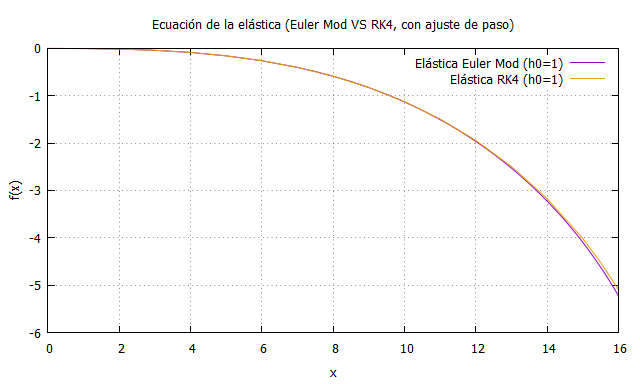 Ecuación de la elástica (Euler Mod VS RK4, con ajuste de paso)
Elástica Euler Mod (h0=1)
Elástica RK4 (h0=1)
0
-1
-2
-3
-4
-5
-6
f(x)
0 2 4 6 8 10 12 14 16
x